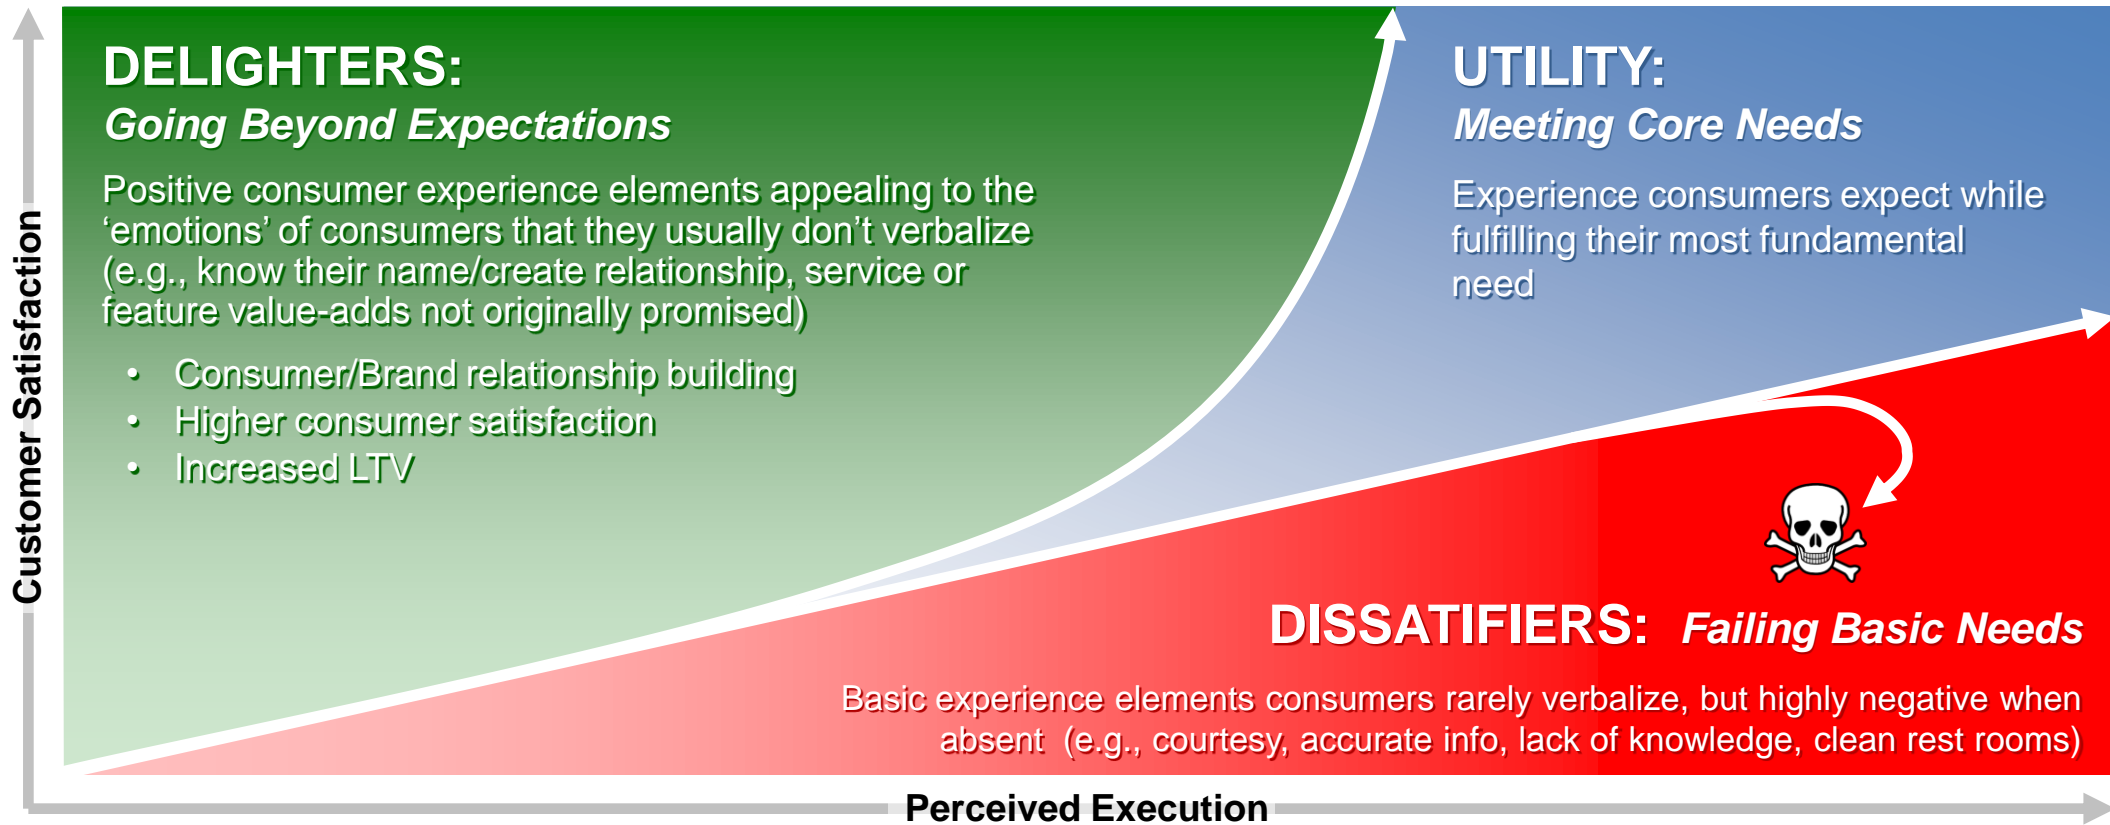 DELIGHTERS:
Going Beyond Expectations
Positive consumer experience elements appealing to the
‘emotions’ of consumers that they usually don’t verbalize
(e.g., know their name/create relationship, service or
feature value-adds not originally promised)
• Consumer/Brand relationship building
• Higher consumer satisfaction
• Increased LTV
UTILITY:
Meeting Core Needs
Experience consumers expect while
fulfilling their most fundamental
need
DISSATIFIERS: Failing Basic Needs
Basic experience elements consumers rarely verbalize, but highly negative when
absent (e.g., courtesy, accurate info, lack of knowledge, clean rest rooms)
Customer Satisfaction
Perceived Execution